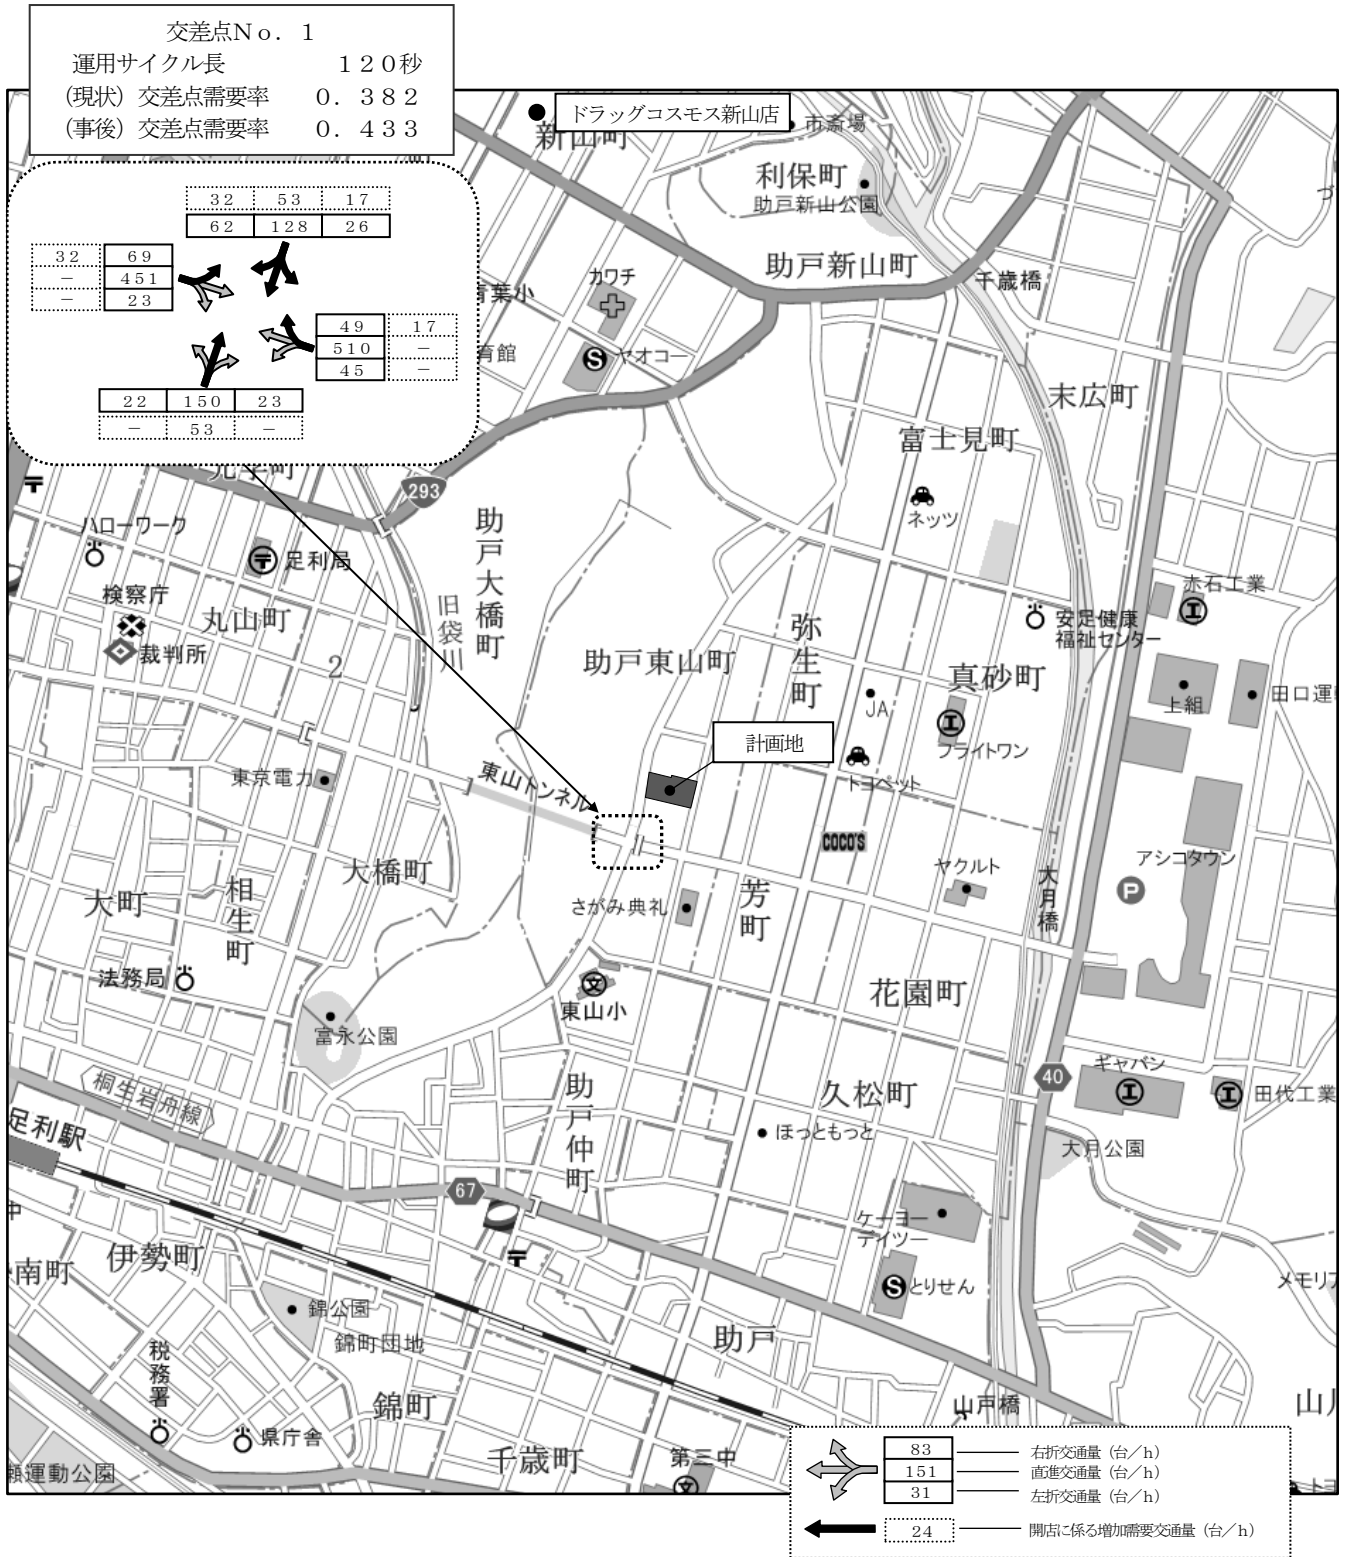 交差点No. 1
運用サイクル長 120秒
(現状) 交差点需要率 0.382
(事後) 交差点需要率 0.433
ドラッグコスモス新山店
新山町
市斎場
利保町
助戸新山公園
32 53 17
62 128 26
32 69
- 451
- 23
49 17
510 -
45 -
22 150 23
- 53 -
助戸新山町
千歳橋
カワチ
青葉小
育館
ヤオコー
末広町
富士見町
293
ネッツ
ハローワーク
足利局
助戸大橋町
検察庁
丸山町
旧袋川
裁判所
2
弥生町
赤石工業
安足健康
福祉センター
助戸東山町
真砂町
JA
上組
田口運
計画地
ブライトワン
東京電力
東山トンネル
トヨペット
COCO'S
アシコタウン
P
大橋町
ヤクルト
大月橋
大町
相生町
さがみ典礼
芳町
法務局
花園町
東山小
富永公園
桐生岩舟線
40
ギャバン
田代工業
足利駅
助戸仲町
久松町
ほっともっと
大月公園
67
ケーヨー
デイツー
伊勢町
南町
とりせん
メモリア
錦公園
錦町団地
助戸
税務署
錦町
山戸橋
山川
県庁舎
千歳町
第三中
運動公園
83 右折交通量 (台/h)
151 直進交通量 (台/h)
31 左折交通量 (台/h)
24 開店に係る増加需要交通量 (台/h)